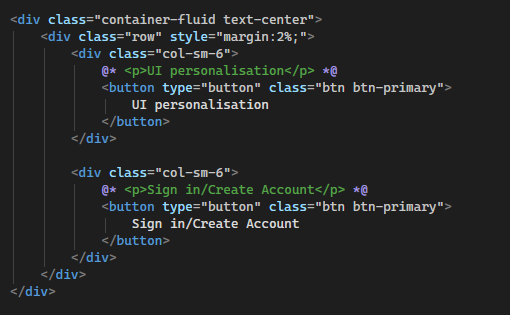 <div class="container-fluid text-center">
    <div class="row" style="margin:2%;">
        <div class="col-sm-6">
            @* <p>UI personalisation</p> *@
            <button type="button" class="btn btn-primary">
                UI personalisation
            </button>
        </div>

        <div class="col-sm-6">
            @* <p>Sign in/Create Account</p> *@
            <button type="button" class="btn btn-primary">
                Sign in/Create Account
            </button>
        </div>
    </div>
</div>